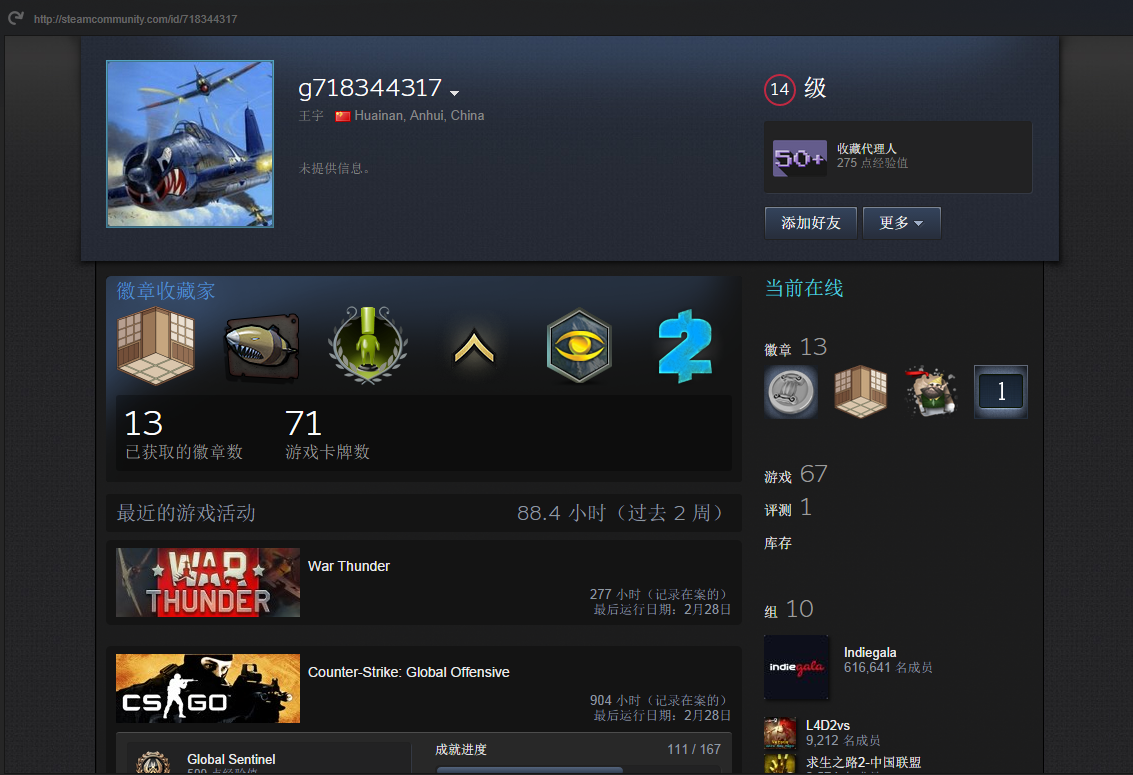 http://steamcommunity.com/id/718344317
g718344317
王字 Huainan, Anhui, China
未提供信息。
14 级
50+
收藏代理人
275 点经验值
添加好友
更多
徽章收藏家
13
已获取的徽章数
71
游戏卡牌数
最近的游戏活动
88.4 小时（过去 2 周）
WAR THUNDER
War Thunder
277 小时（记录在案的）
最后运行日期：2月28日
CS GO
Counter-Strike: Global Offensive
904 小时（记录在案的）
最后运行日期：2月28日
Global Sentinel
500 点经验值
成就进度
111 / 167
当前在线
徽章 13
1
游戏 67
评测 1
库存
组 10
indiegala
Indiegala
616,641 名成员
L4D2vs
9,212 名成员
求生之路2-中国联盟